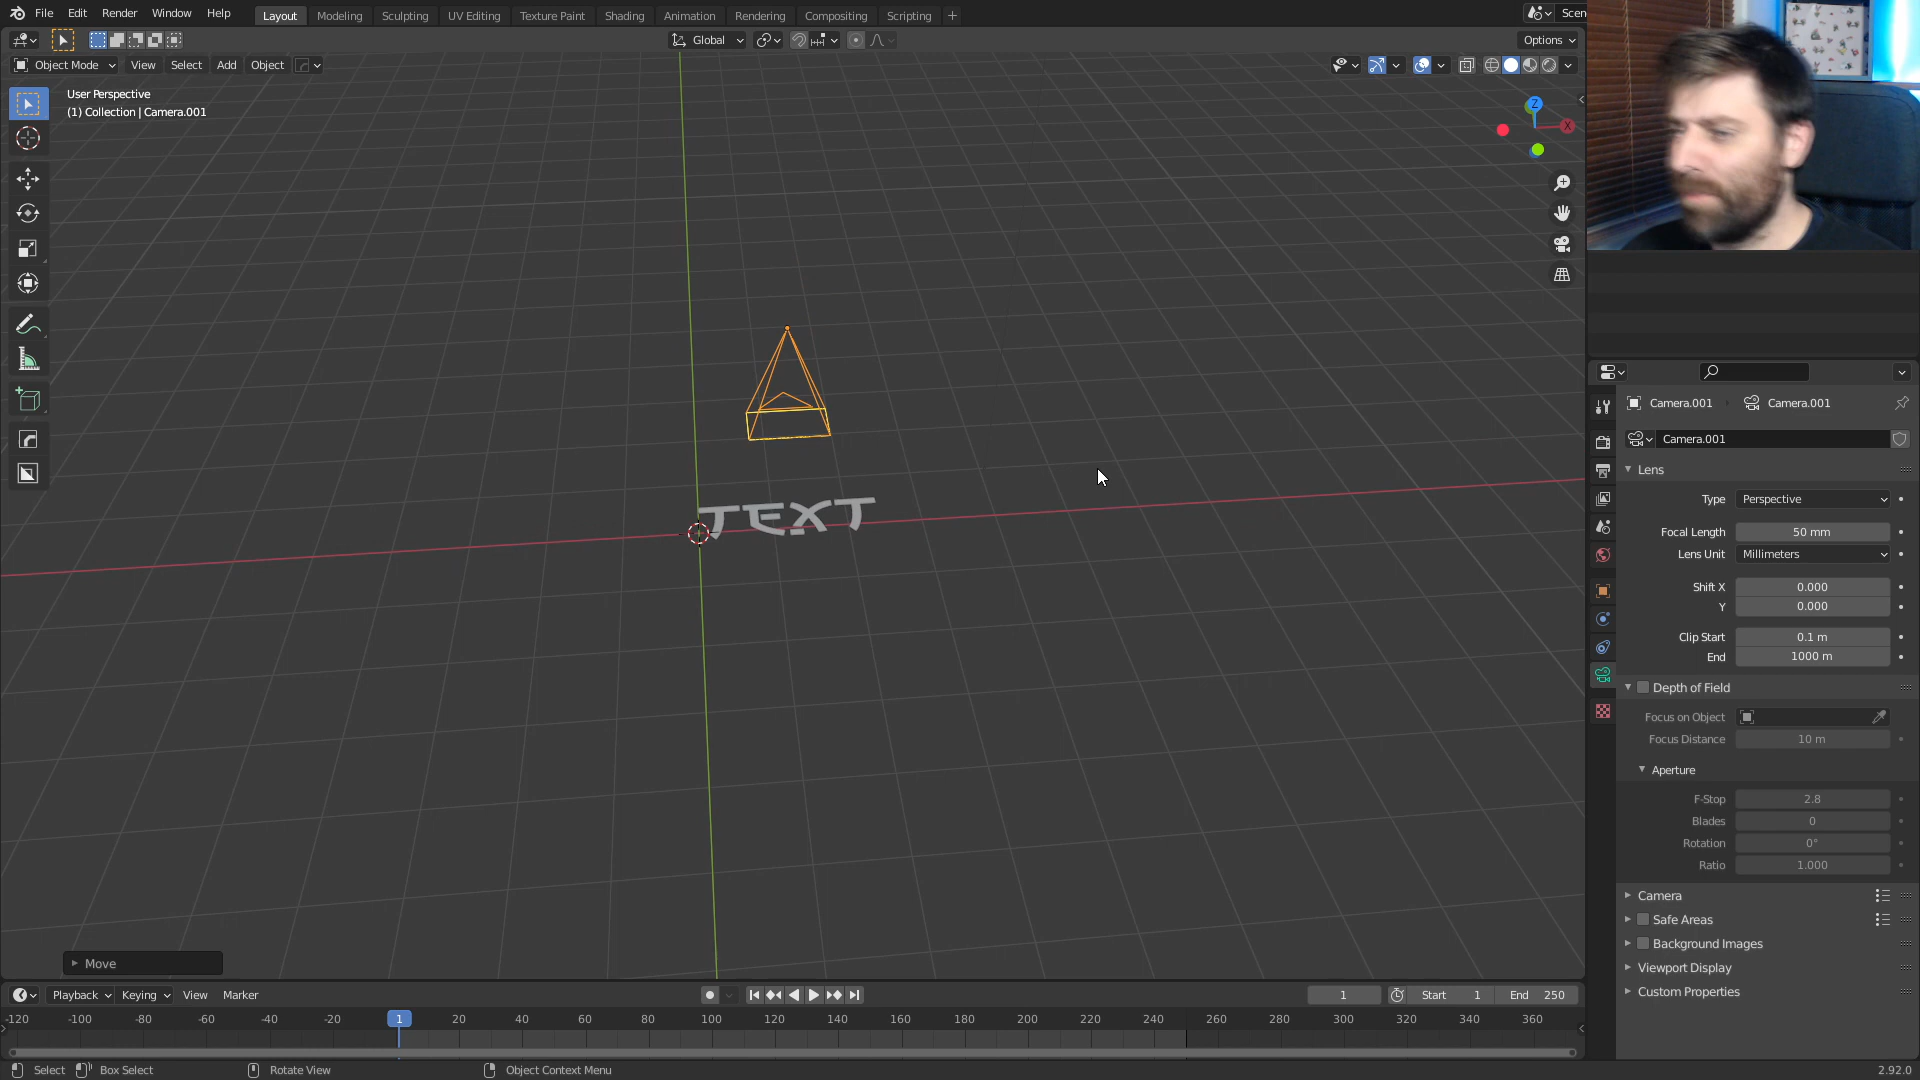 File Edit Render Window Help Layout Modeling Sculpting UV Editing Texture Paint Shading Animation Rendering Compositing Scripting + Scen
Global Options
Object Mode View Select Add Object
User Perspective
(1) Collection | Camera.001
Z
X
TEXT
Camera.001 Camera.001
Camera.001
Lens
Type Perspective
Focal Length 50 mm
Lens Unit Millimeters
Shift X 0.000
Y 0.000
Clip Start 0.1 m
End 1000 m
Depth of Field
Focus on Object
Focus Distance 10 m
Aperture
F-Stop 2.8
Blades 0
Rotation 0°
Ratio 1.000
Camera
Safe Areas
Background Images
Viewport Display
Custom Properties
Move
Playback Keying View Marker 1 Start 1 End 250
-120 -100 -80 -60 -40 -20 1 20 40 60 80 100 120 140 160 180 200 220 240 260 280 300 320 340 360
Select Box Select Rotate View Object Context Menu 2.92.0